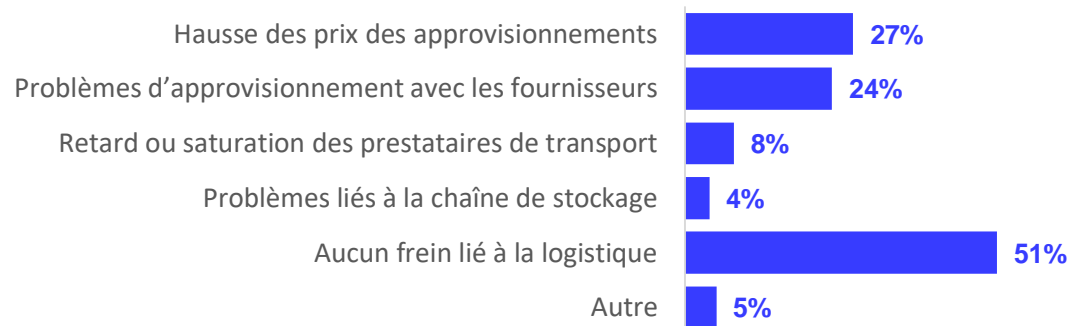 Hausse des prix des approvisionnements 27%
Problèmes d’approvisionnement avec les fournisseurs 24%
Retard ou saturation des prestataires de transport 8%
Problèmes liés à la chaîne de stockage 4%
Aucun frein lié à la logistique 51%
Autre 5%